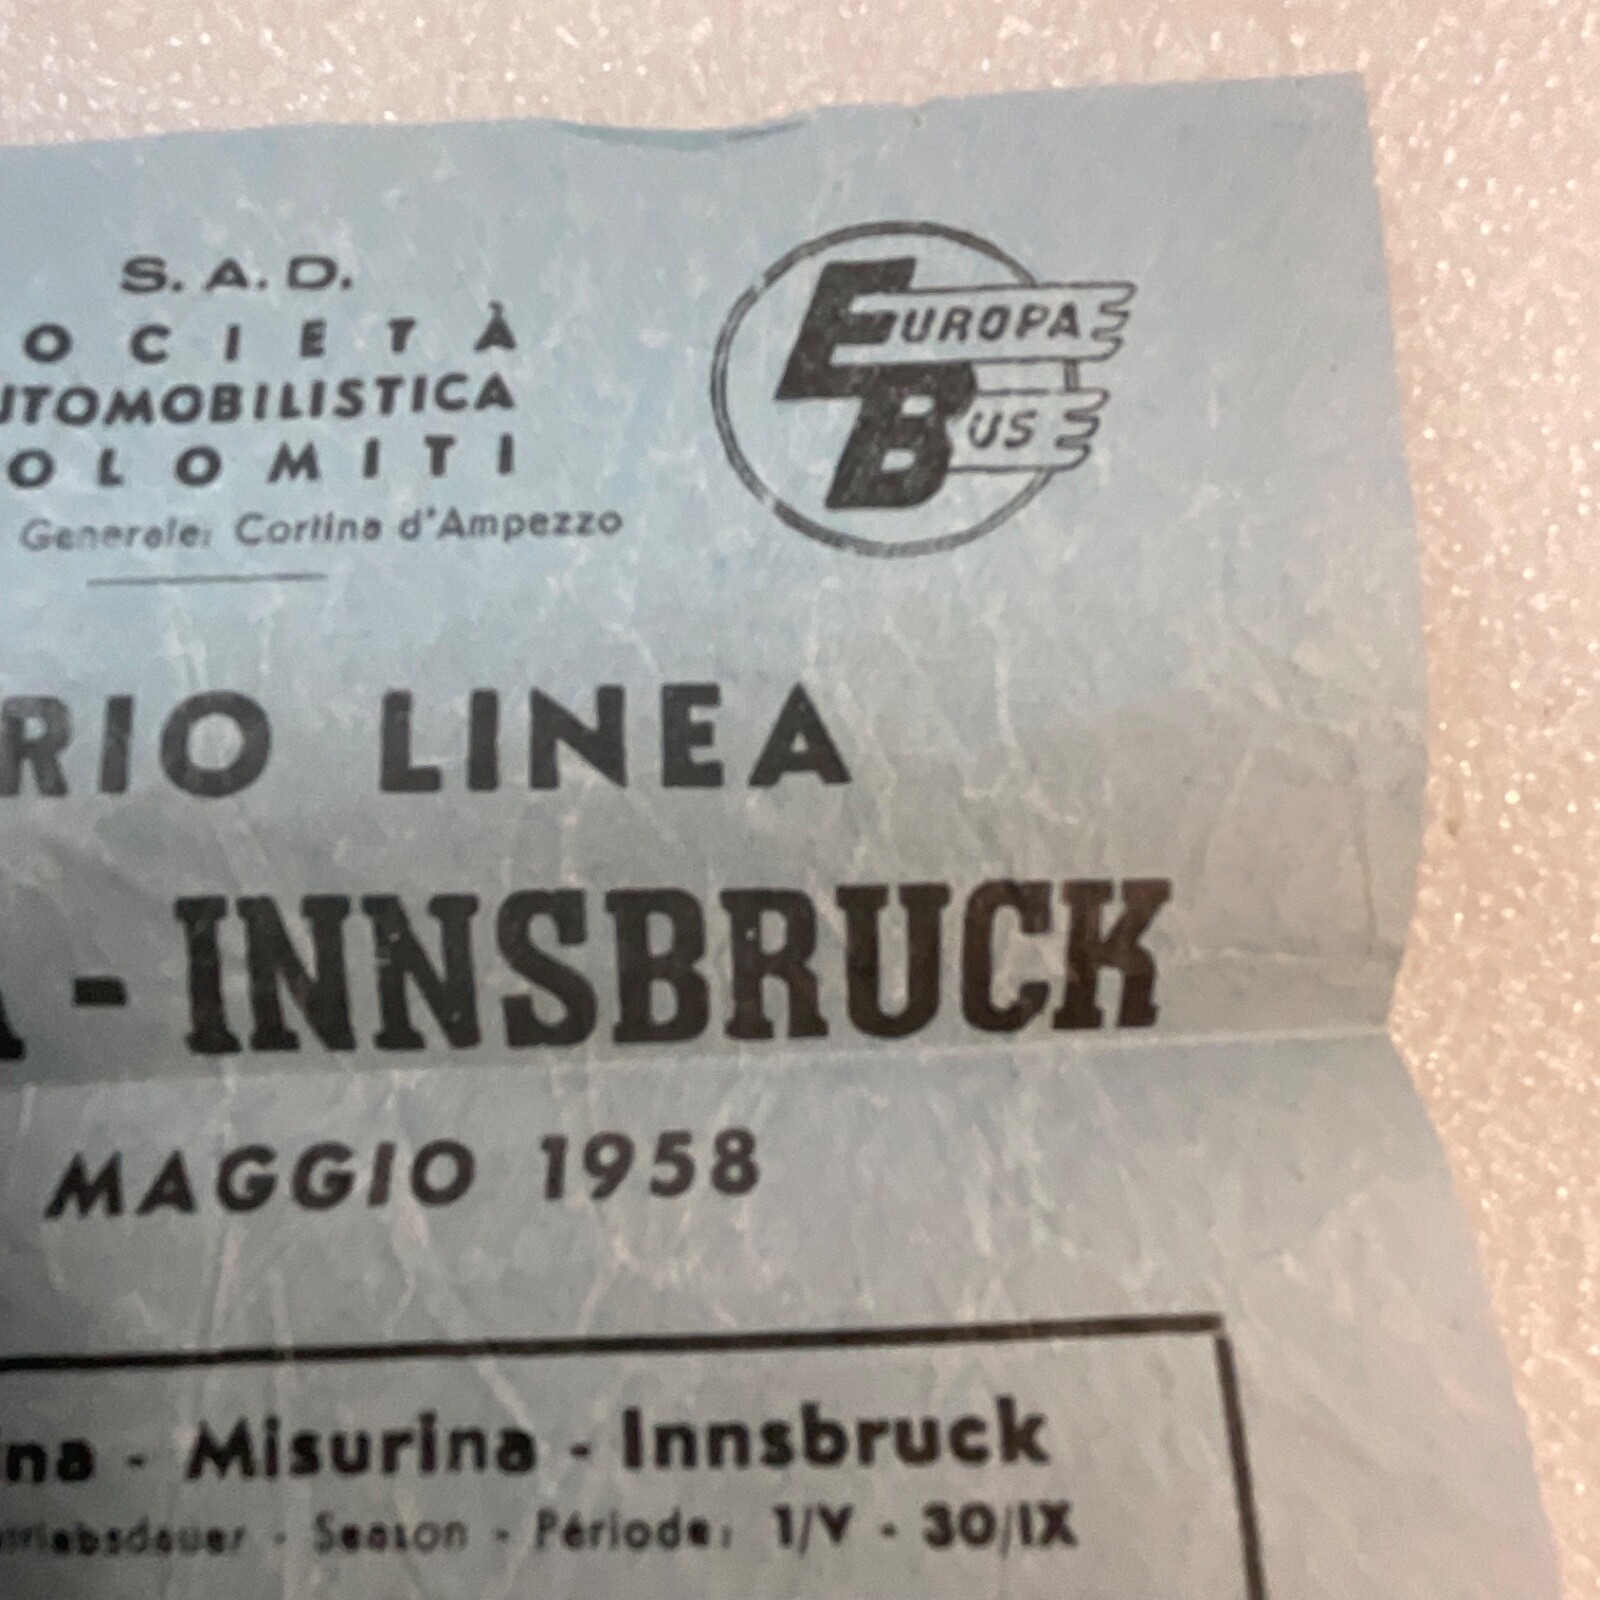 S. A. D.
OCIETÀ
UTOMOBILISTICA
OLOMITI
Generale: Cortina d'Ampezzo
EUROPA
BUS
RIO LINEA
A - INNSBRUCK
MAGGIO 1958
ina - Misurina - Innsbruck
triebsdauer - Season - Période: 1/V - 30/IX